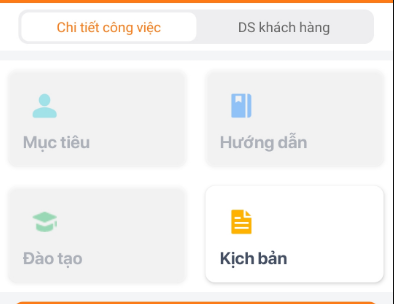 Chi tiết công việc
DS khách hàng
Mục tiêu
Hướng dẫn
Đào tạo
Kịch bản